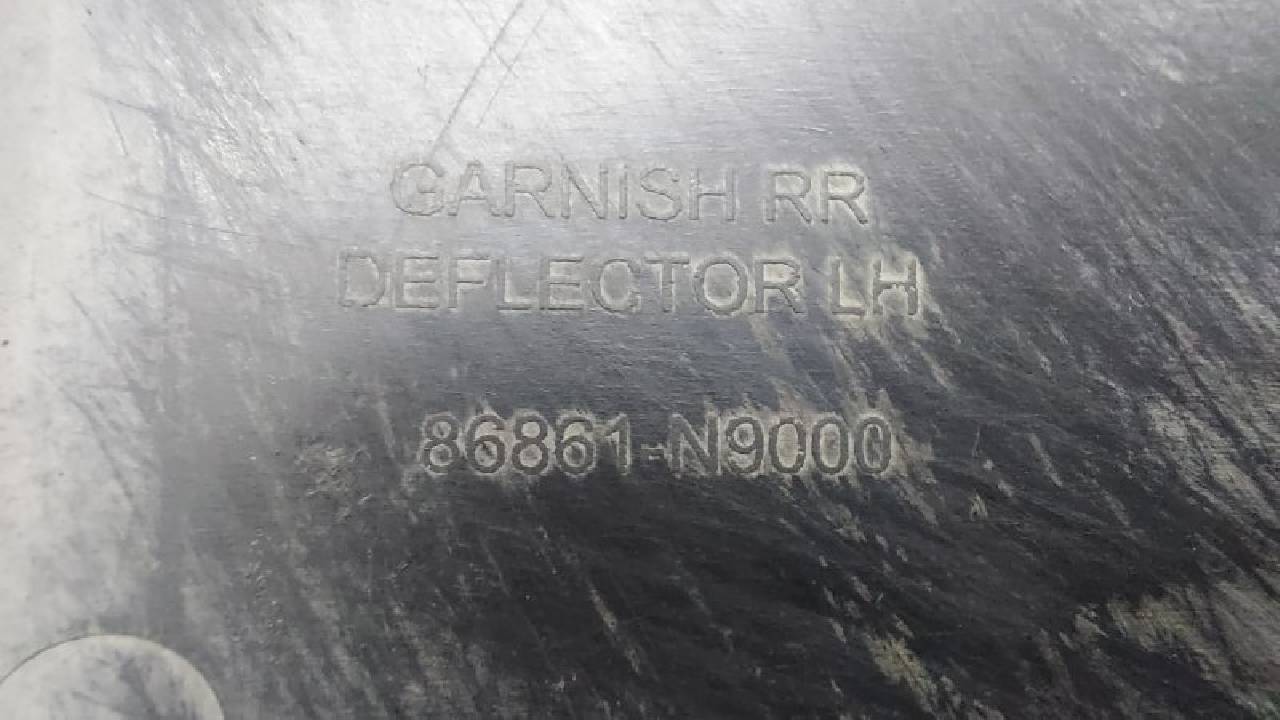 GARNISH RR
DEFLECTOR LH
86861-N9000